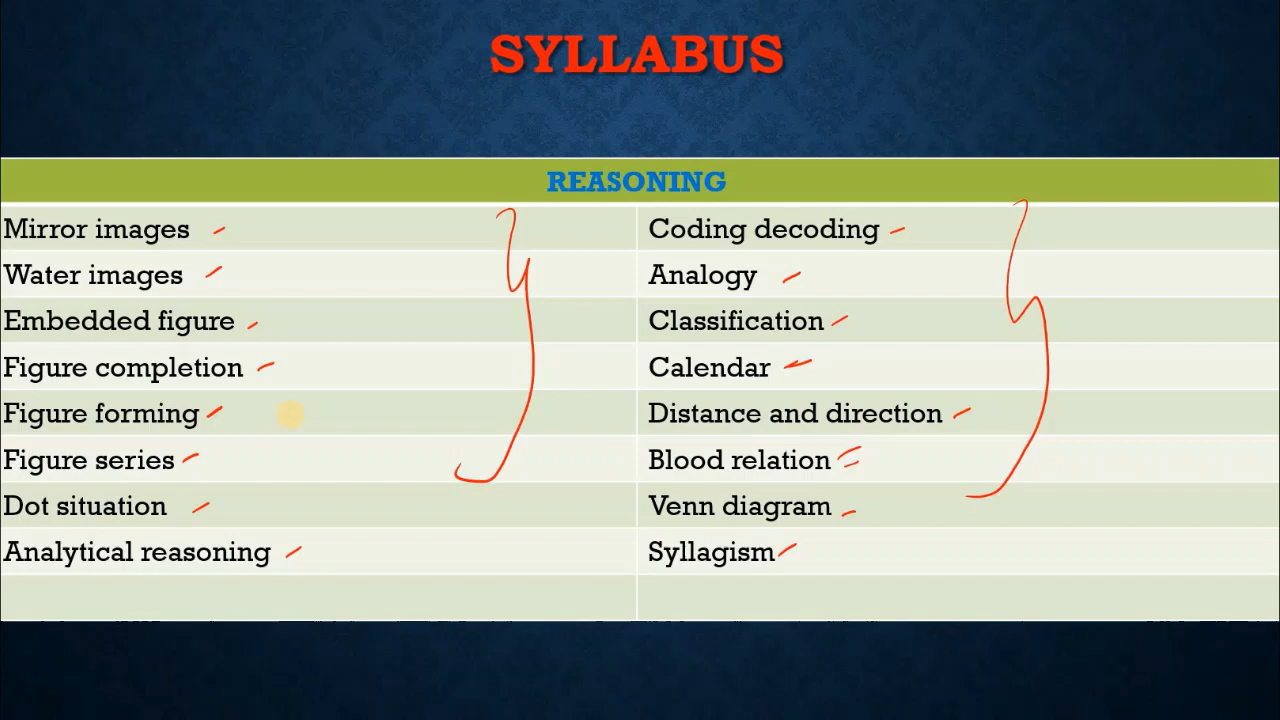 SYLLABUS
REASONING
Mirror images
Coding decoding
Water images
Analogy
Embedded figure
Classification
Figure completion
Calendar
Figure forming
Distance and direction
Figure series
Blood relation
Dot situation
Venn diagram
Analytical reasoning
Syllagism